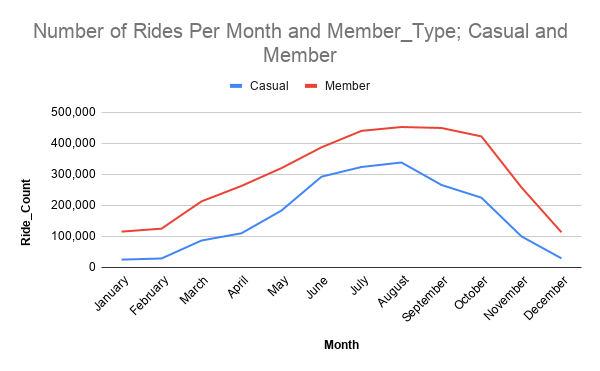 Number of Rides Per Month and Member_Type; Casual and
Member
Casual Member
500,000
400,000
300,000
200,000
100,000
0
Ride_Count
January
February
March
April
May
June
July
August
September
October
November
December
Month